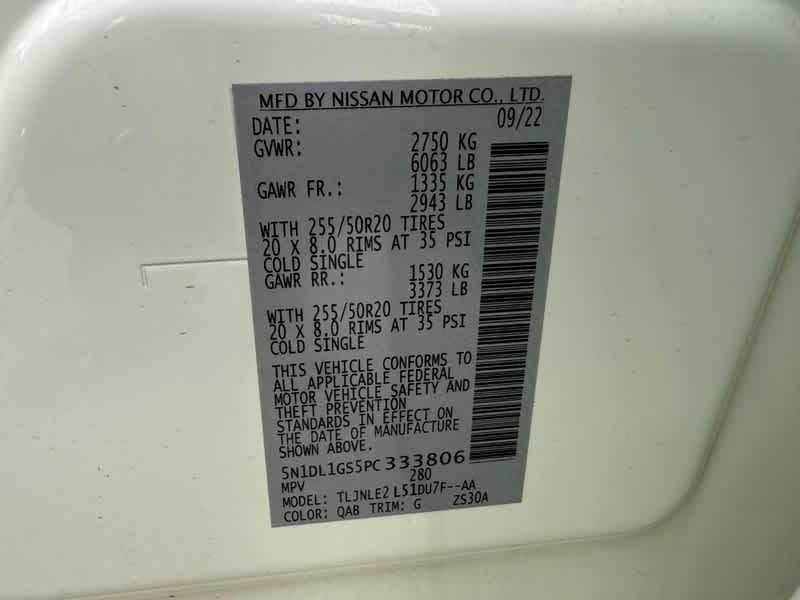 MFD BY NISSAN MOTOR CO., LTD.
DATE: 09/22
GVWR: 2750 KG
6063 LB
GAWR FR.: 1335 KG
2943 LB
WITH 255/50R20 TIRES
20 X 8.0 RIMS AT 35 PSI
COLD SINGLE
GAWR RR.: 1530 KG
3373 LB
WITH 255/50R20 TIRES
20 X 8.0 RIMS AT 35 PSI
COLD SINGLE
THIS VEHICLE CONFORMS TO
ALL APPLICABLE FEDERAL
MOTOR VEHICLE SAFETY AND
THEFT PREVENTION
STANDARDS IN EFFECT ON
THE DATE OF MANUFACTURE
SHOWN ABOVE.
5N1DL1GS5PC333806
MPV 280
MODEL: TLJNLE2 L51DU7F--AA
COLOR: QAB TRIM: G ZS30A